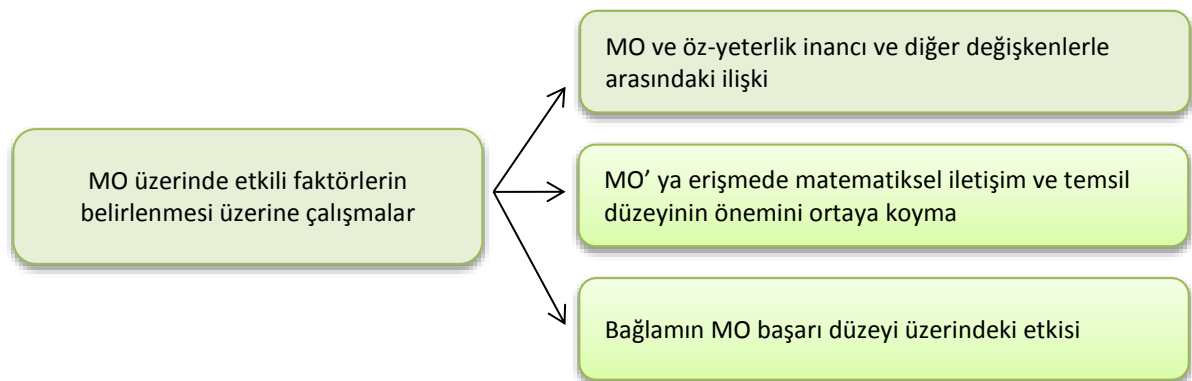 MO üzerinde etkili faktörlerin
belirlenmesi üzerine çalışmalar
MO ve öz-yeterlik inancı ve diğer değişkenlerle
arasındaki ilişki
MO’ ya erişmede matematiksel iletişim ve temsil
düzeyinin önemini ortaya koyma
Bağlamın MO başarı düzeyi üzerindeki etkisi